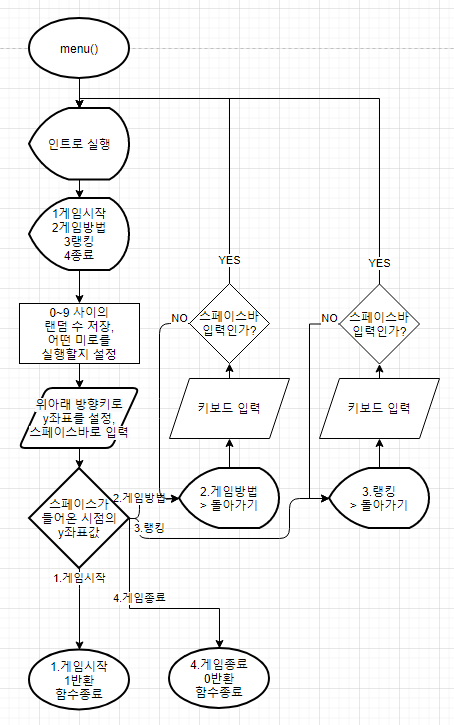 menu()
인트로 실행
1게임시작
2게임방법
3랭킹
4종료
0~9 사이의
랜덤 수 저장,
어떤 미로를
실행할지 설정
위아래 방향키로
y좌표를 설정,
스페이스바로 입력
스페이스가
들어온 시점의
y좌표값
1.게임시작
2.게임방법
3.랭킹
4.게임종료
1.게임시작
1반환
함수종료
4.게임종료
0반환
함수종료
YES
스페이스바
입력인가?
NO
키보드 입력
2.게임방법
> 돌아가기
YES
스페이스바
입력인가?
NO
키보드 입력
3.랭킹
> 돌아가기